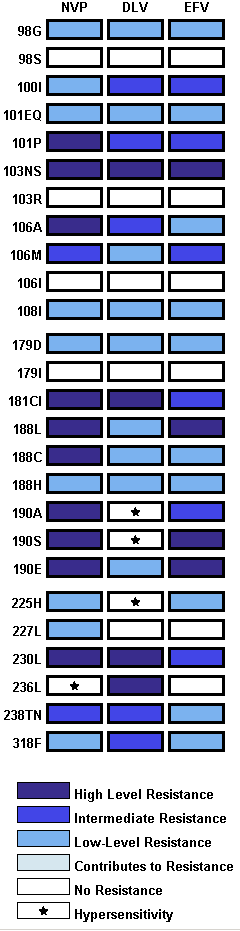 NVP DLV EFV
98G
98S
100I
101EQ
101P
103NS
103R
106A
106M
106I
108I
179D
179I
181CI
188L
188C
188H
190A
190S
190E
225H
227L
230L
236L
238TN
318F
High Level Resistance
Intermediate Resistance
Low-Level Resistance
Contributes to Resistance
No Resistance
Hypersensitivity